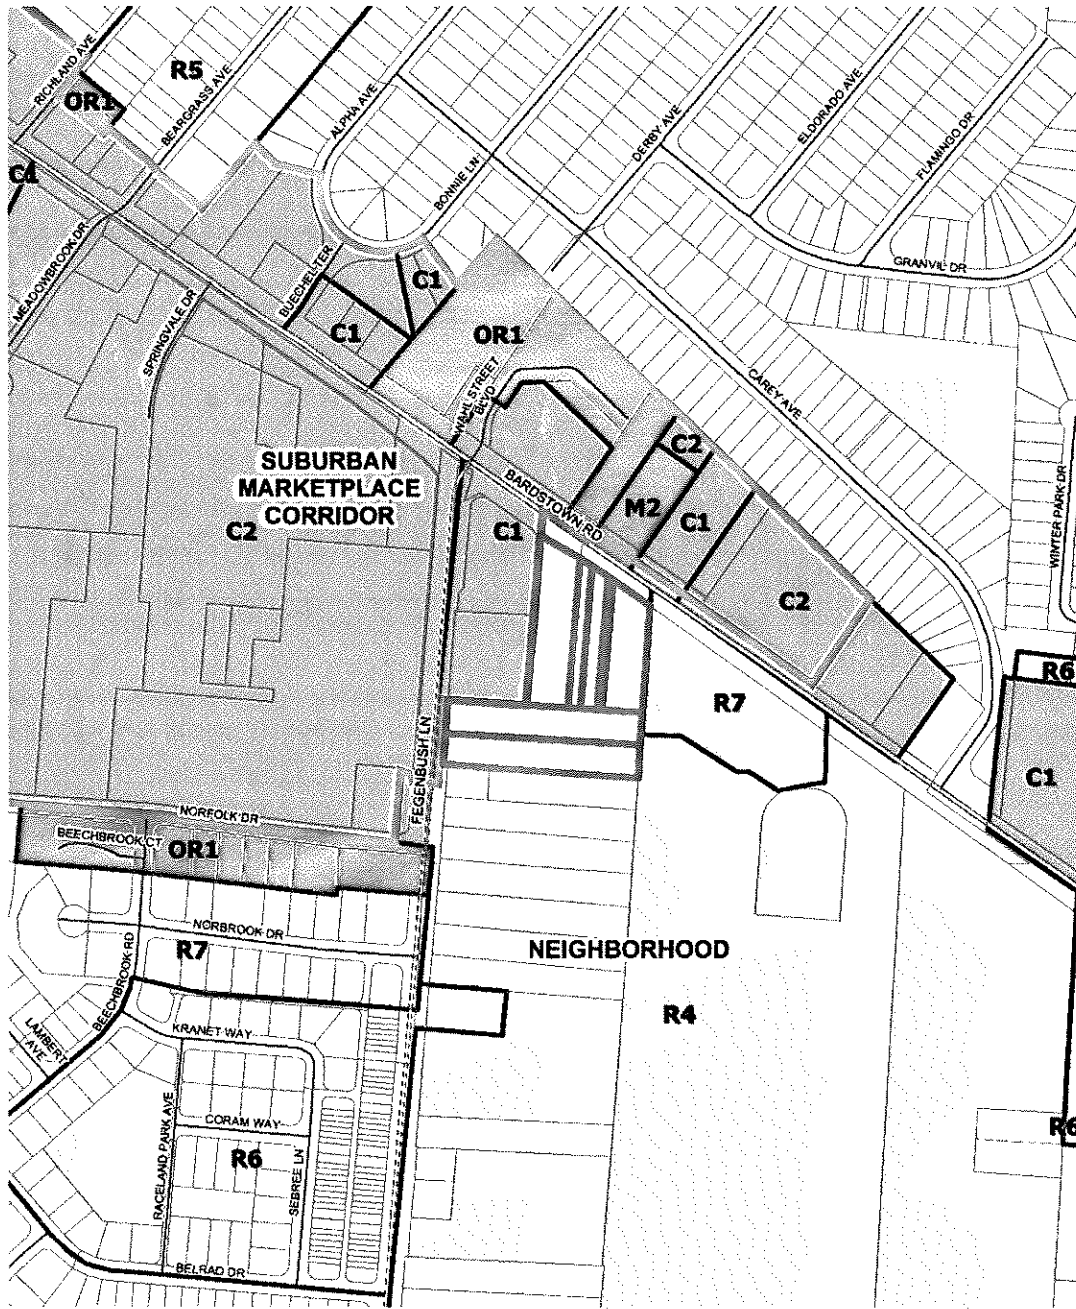 RICHLAND AVE
R5
OR1
BEARGRASS AVE
ALPHA AVE
C1
BONNIE LN
DERBY AVE
ELDORADO AVE
FLAMINGO DR
GRANVIL DR
MEADOWBROOK DR
SPRINGVALE DR
BUECHELTER
C1
C1
OR1
WAHL STREET
BLVD
CAREY AVE
C2
SUBURBAN
MARKETPLACE
CORRIDOR
BARDSTOWN RD
M2
C1
C2
C1
C2
WINTER PARK DR
R6
R7
C1
FEGENBUSH LN
NORFOLK DR
BEECHBROOK CT
OR1
NORBROOK DR
R7
BEECHBROOK RD
NEIGHBORHOOD
R4
LAMBERT
AVE
KRANET WAY
CORAM WAY
RACELAND PARK AVE
R6
SEBREE LN
R6
BELRAD DR